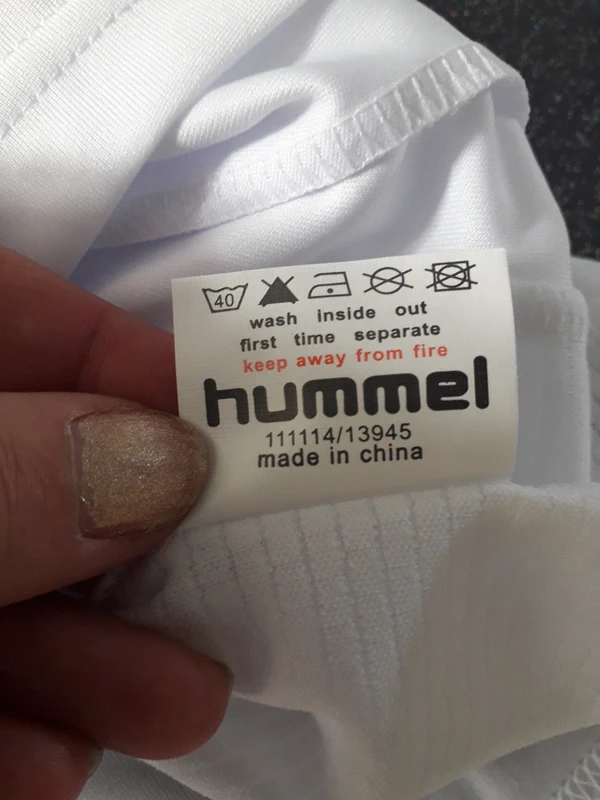 40
wash inside out
first time separate
keep away from fire
hummel
111114/13945
made in china